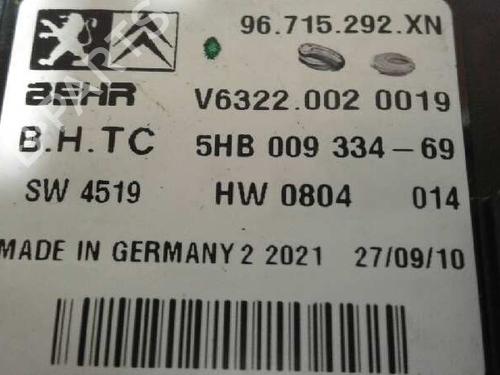 96.715.292.XN
BEHR V6322.002 0019
B.H.TC 5HB 009 334-69
SW 4519 HW 0804 014
MADE IN GERMANY 2 2021 27/09/10